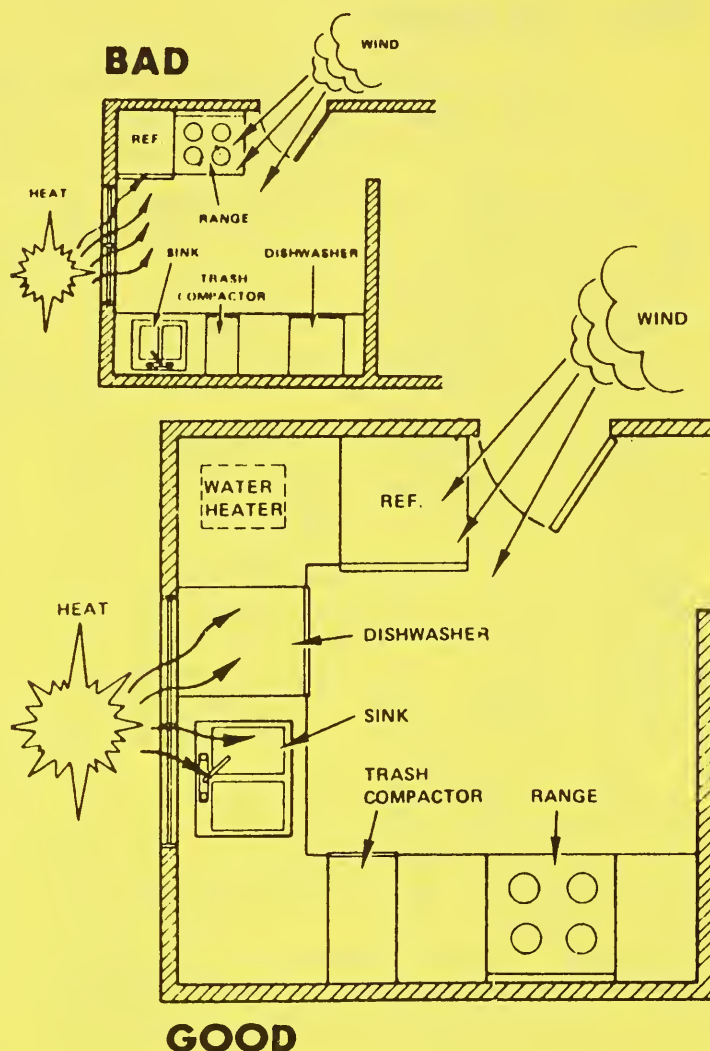 BAD
WIND
REF.
HEAT
RANGE
SINK
TRASH
COMPACTOR
DISHWASHER
WIND
WATER
HEATER
REF.
HEAT
DISHWASHER
SINK
TRASH
COMPACTOR
RANGE
GOOD